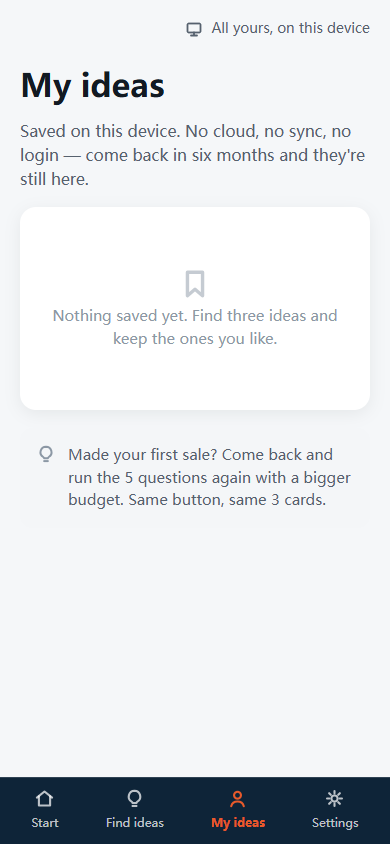 All yours, on this device
My ideas
Saved on this device. No cloud, no sync, no
login — come back in six months and they're
still here.
Nothing saved yet. Find three ideas and
keep the ones you like.
Made your first sale? Come back and
run the 5 questions again with a bigger
budget. Same button, same 3 cards.
Start
Find ideas
My ideas
Settings